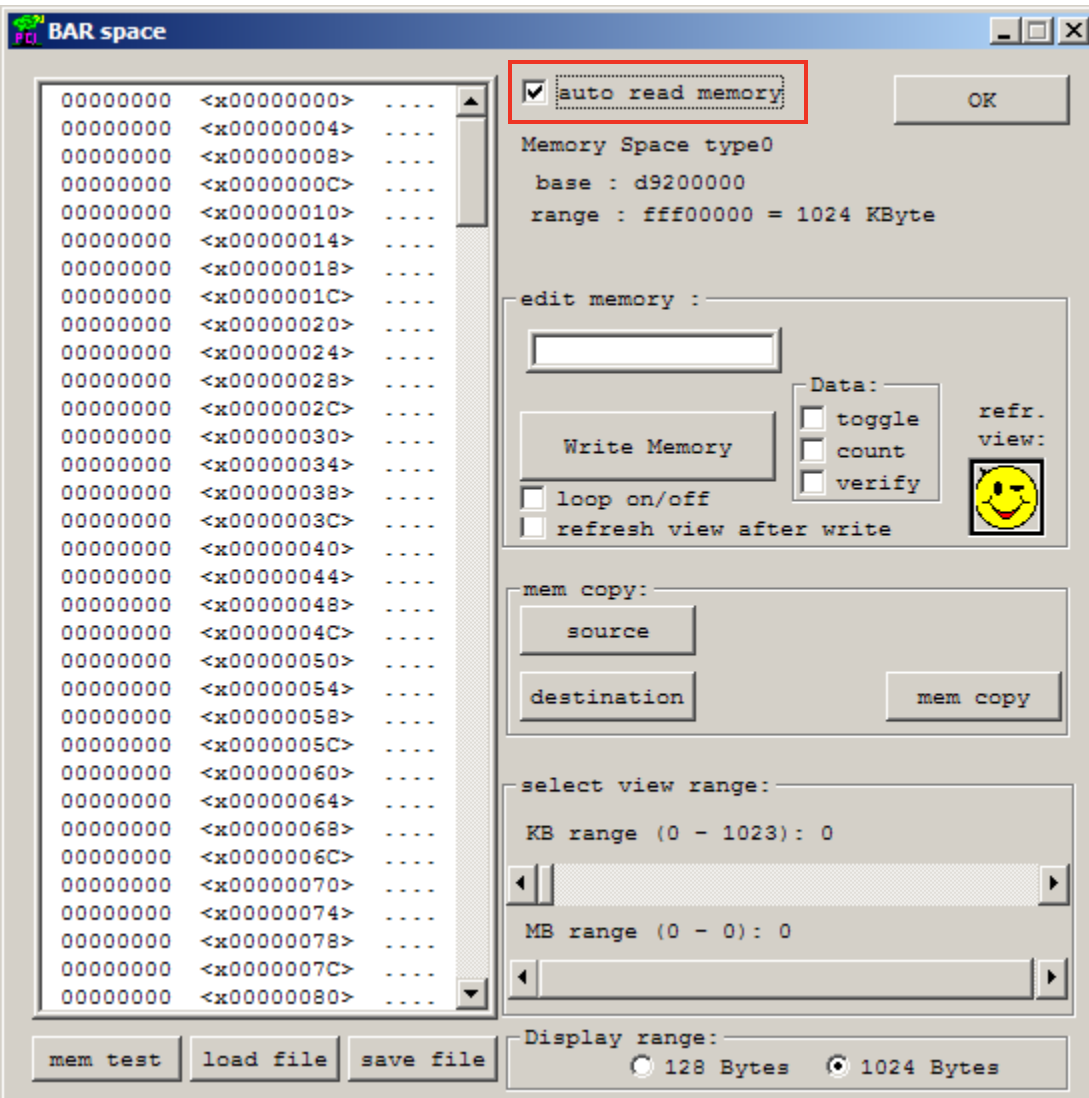 BAR space
00000000 <x00000000> ....
00000000 <x00000004> ....
00000000 <x00000008> ....
00000000 <x0000000C> ....
00000000 <x00000010> ....
00000000 <x00000014> ....
00000000 <x00000018> ....
00000000 <x0000001C> ....
00000000 <x00000020> ....
00000000 <x00000024> ....
00000000 <x00000028> ....
00000000 <x0000002C> ....
00000000 <x00000030> ....
00000000 <x00000034> ....
00000000 <x00000038> ....
00000000 <x0000003C> ....
00000000 <x00000040> ....
00000000 <x00000044> ....
00000000 <x00000048> ....
00000000 <x0000004C> ....
00000000 <x00000050> ....
00000000 <x00000054> ....
00000000 <x00000058> ....
00000000 <x0000005C> ....
00000000 <x00000060> ....
00000000 <x00000064> ....
00000000 <x00000068> ....
00000000 <x0000006C> ....
00000000 <x00000070> ....
00000000 <x00000074> ....
00000000 <x00000078> ....
00000000 <x0000007C> ....
00000000 <x00000080> ....
mem test
load file
save file
auto read memory
OK
Memory Space type0
base : d9200000
range : fff00000 = 1024 KByte
edit memory :
Write Memory
loop on/off
refresh view after write
Data:
toggle
count
verify
refr.
view:
mem copy:
source
destination
mem copy
select view range:
KB range (0 - 1023): 0
MB range (0 - 0): 0
Display range:
128 Bytes
1024 Bytes